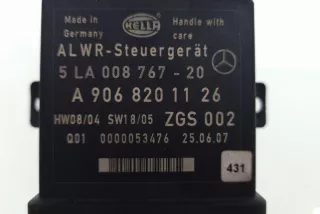 Made in
Germany
HELLA
Handle with
care
ALWR-Steuergerät
5 LA 008 767 - 20
A 906 820 11 26
HW08/04 SW18/05 ZGS 002
Q01 0000053476 25.06.07
431